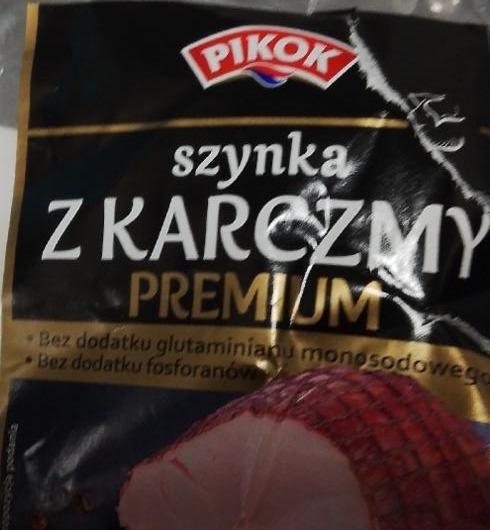 PIKOK
szynka
Z KARCZMY
PREMIUM
• Bez dodatku glutaminianu monosodowego
• Bez dodatku fosforanów